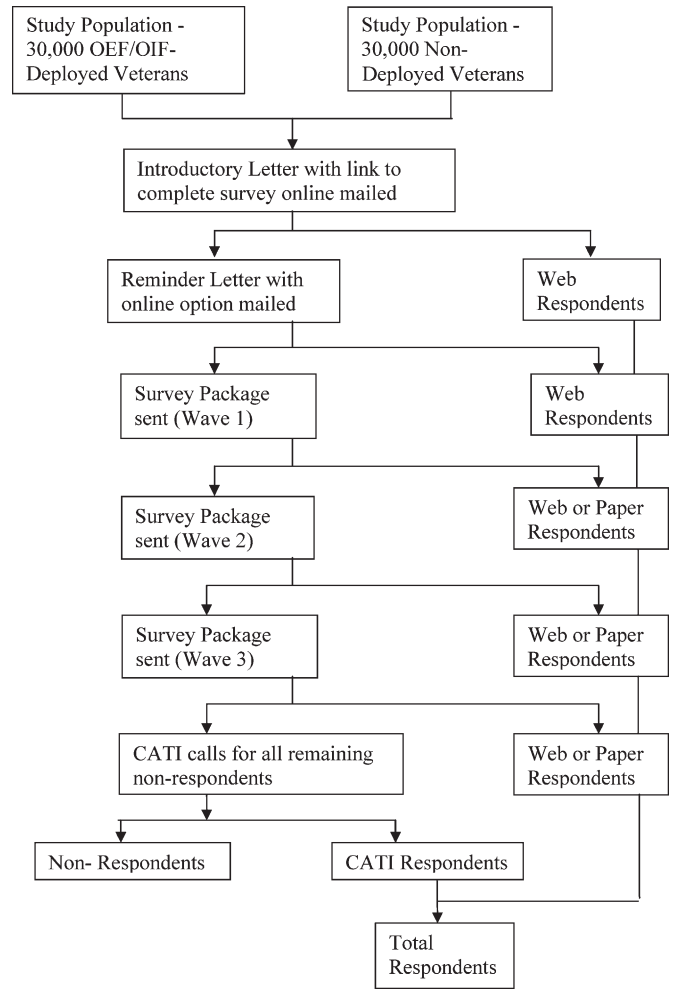 Study Population -
30,000 OEF/OIF-
Deployed Veterans
Study Population -
30,000 Non-
Deployed Veterans
Introductory Letter with link to
complete survey online mailed
Reminder Letter with
online option mailed
Web
Respondents
Survey Package
sent (Wave 1)
Web
Respondents
Survey Package
sent (Wave 2)
Web or Paper
Respondents
Survey Package
sent (Wave 3)
Web or Paper
Respondents
CATI calls for all remaining
non-respondents
Web or Paper
Respondents
Non- Respondents
CATI Respondents
Total
Respondents